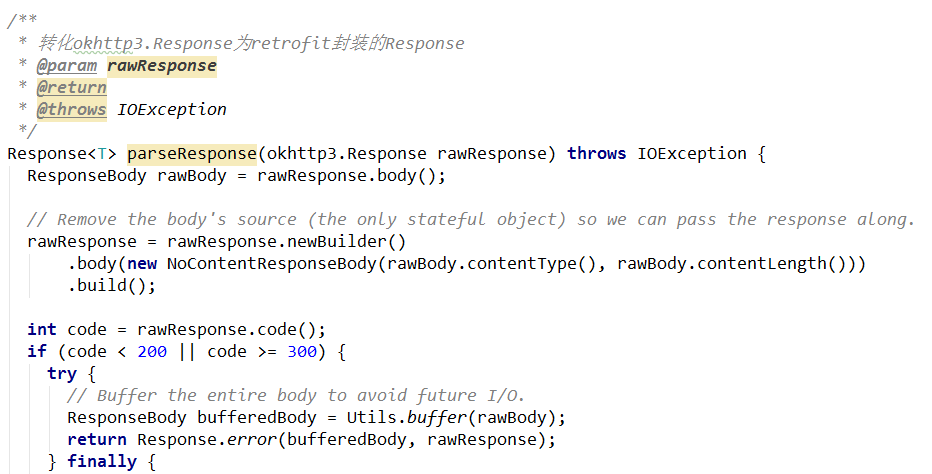 /**
 * 转化okhttp3.Response为retrofit封装的Response
 * @param rawResponse
 * @return
 * @throws IOException
 */
Response<T> parseResponse(okhttp3.Response rawResponse) throws IOException {
  ResponseBody rawBody = rawResponse.body();

  // Remove the body's source (the only stateful object) so we can pass the response along.
  rawResponse = rawResponse.newBuilder()
      .body(new NoContentResponseBody(rawBody.contentType(), rawBody.contentLength()))
      .build();

  int code = rawResponse.code();
  if (code < 200 || code >= 300) {
    try {
      // Buffer the entire body to avoid future I/O.
      ResponseBody bufferedBody = Utils.buffer(rawBody);
      return Response.error(bufferedBody, rawResponse);
    } finally {